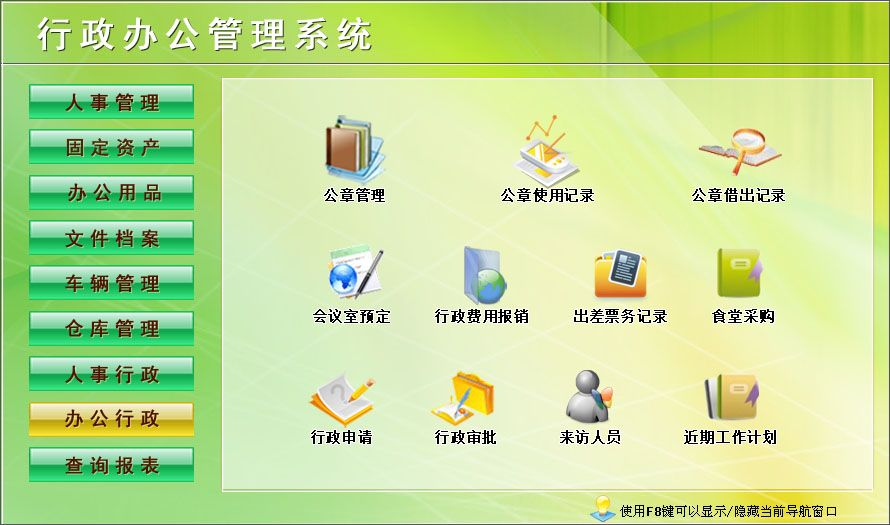 行政办公管理系统
人事管理
固定资产
办公用品
文件档案
车辆管理
仓库管理
人事行政
办公行政
查询报表
公章管理
公章使用记录
公章借出记录
会议室预定
行政费用报销
出差票务记录
食堂采购
行政申请
行政审批
来访人员
近期工作计划
使用F8键可以显示/隐藏当前导航窗口